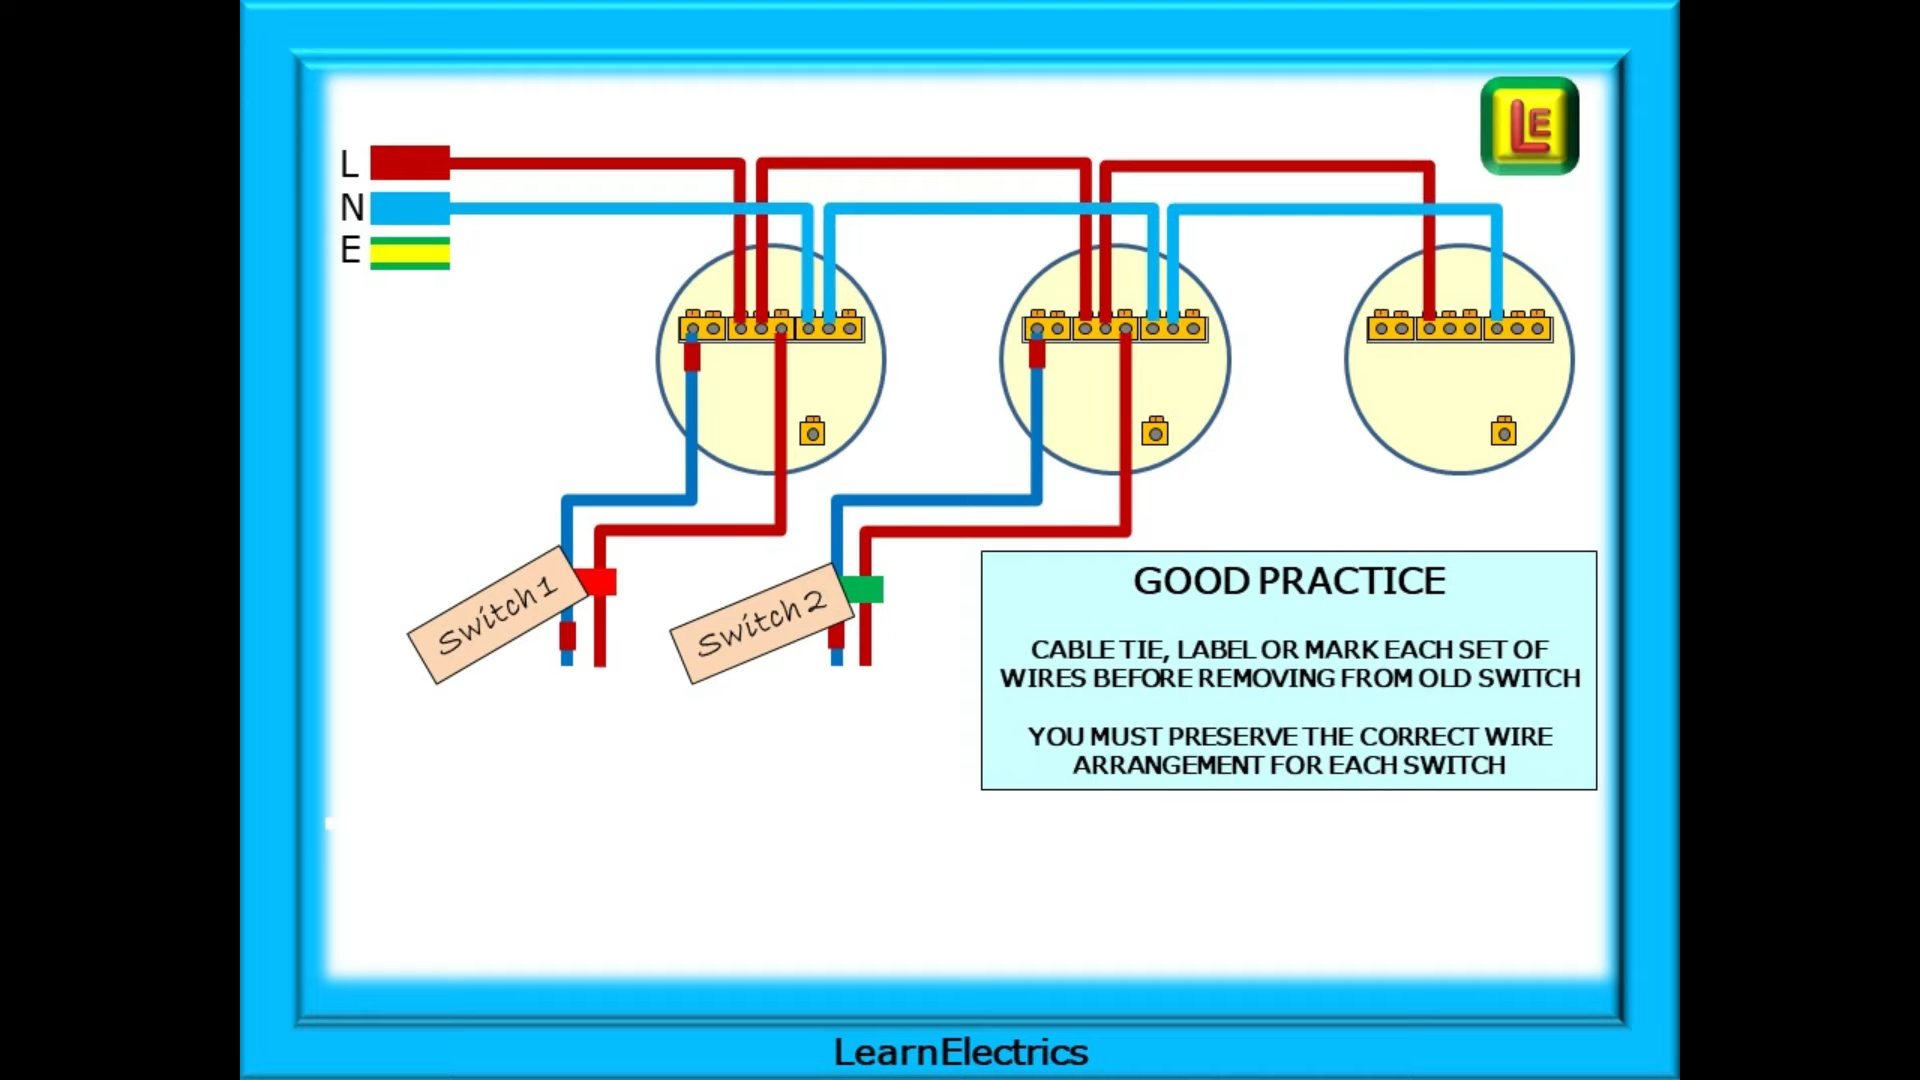 LE
L
N
E
Switch 1
Switch 2
GOOD PRACTICE
CABLE TIE, LABEL OR MARK EACH SET OF
WIRES BEFORE REMOVING FROM OLD SWITCH
YOU MUST PRESERVE THE CORRECT WIRE
ARRANGEMENT FOR EACH SWITCH
LearnElectrics